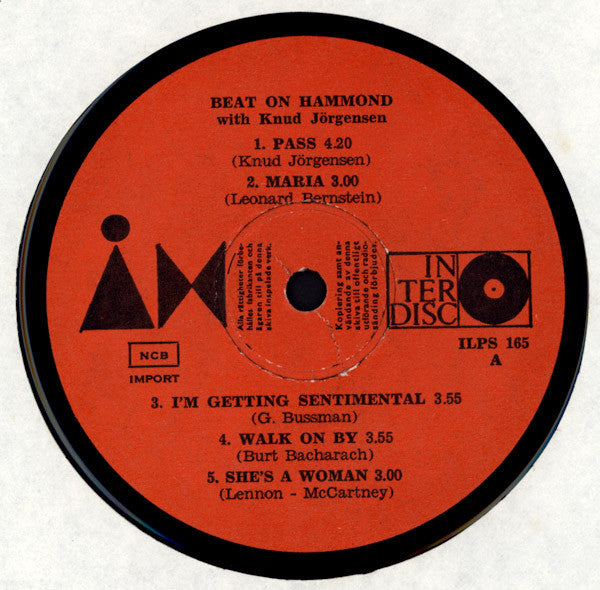 BEAT ON HAMMOND
with Knud Jörgensen
1. PASS 4.20
(Knud Jörgensen)
2. MARIA 3.00
(Leonard Bernstein)
Alla rättigheter förbe-
hålles fabrikanten och
ägaren till på denna
skiva inspelade verk.
Kopiering samt an-
vändande av denna
skiva till offentligt
utförande och radio-
sändning förbjudes.
IN
TER
DISC
NCB
IMPORT
ILPS 165
A
3. I'M GETTING SENTIMENTAL 3.55
(G. Bussman)
4. WALK ON BY 3.55
(Burt Bacharach)
5. SHE'S A WOMAN 3.00
(Lennon - McCartney)